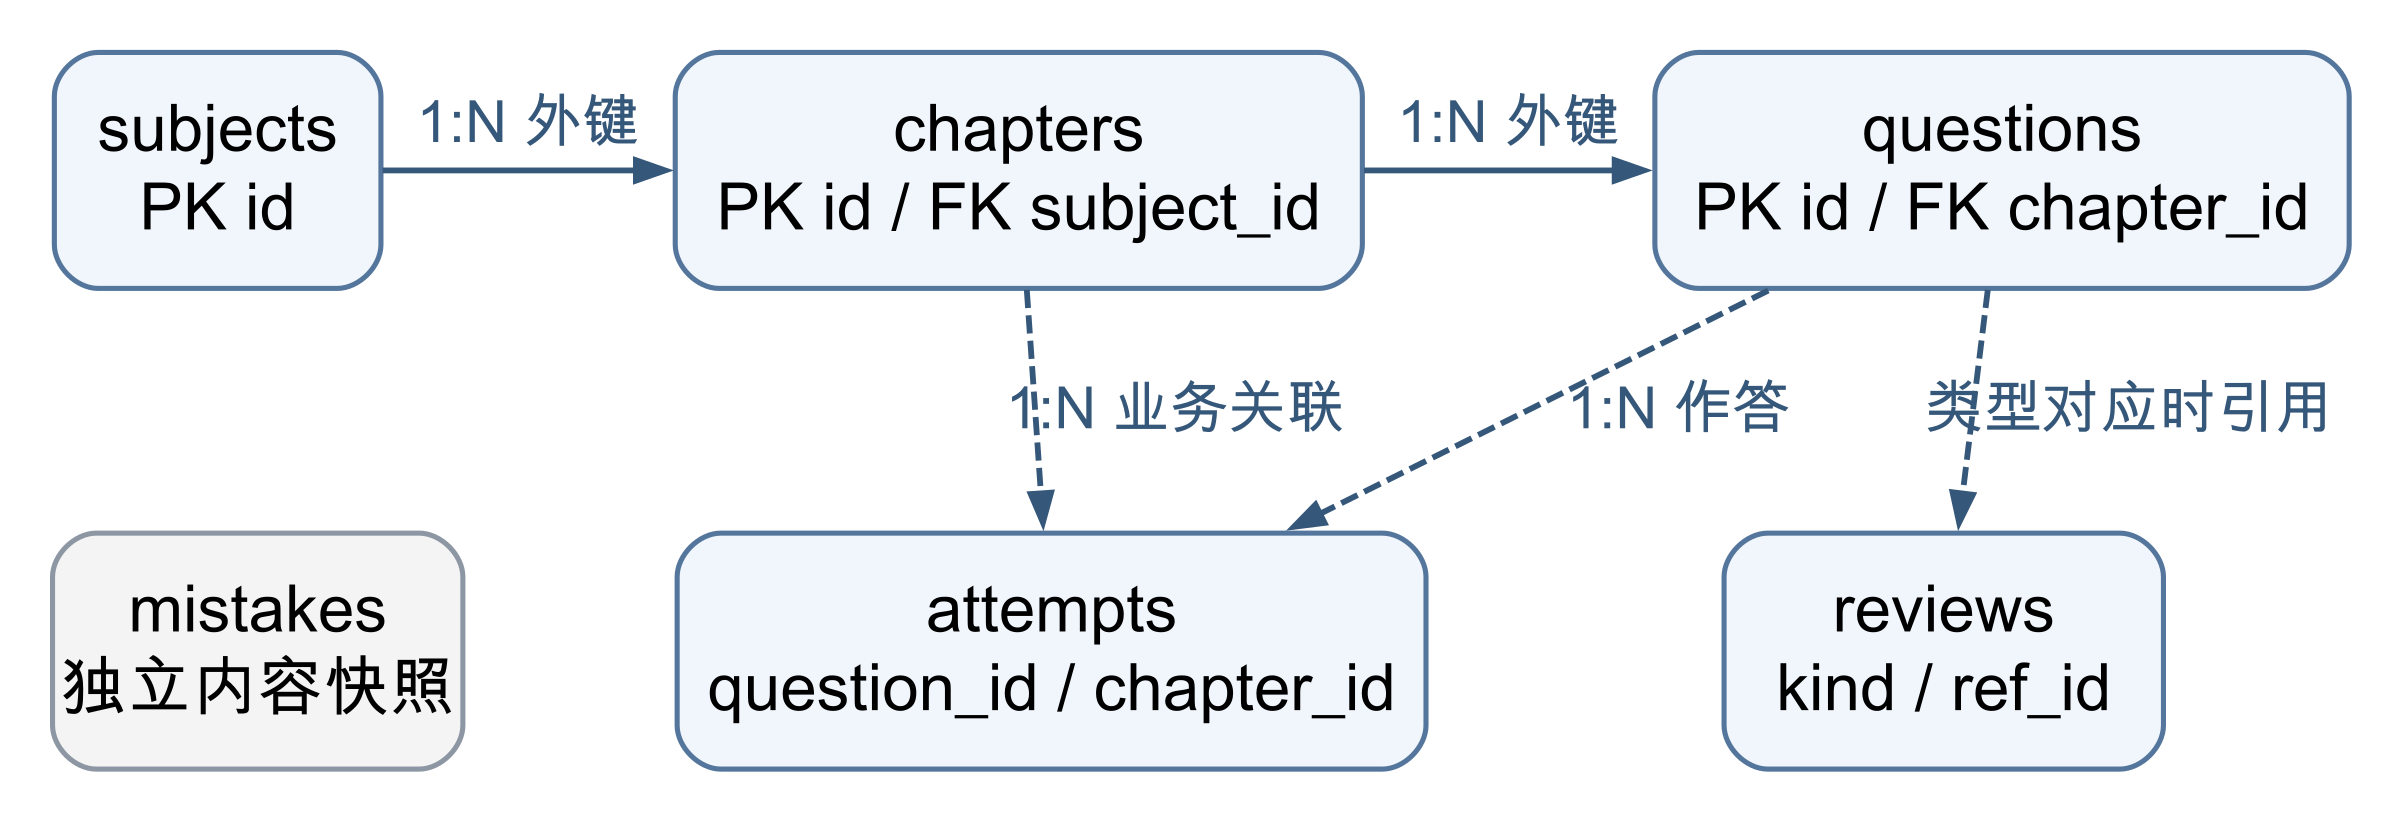 subjects
PK id
1:N 外键
chapters
PK id / FK subject_id
1:N 外键
questions
PK id / FK chapter_id
1:N 业务关联
1:N 作答
类型对应时引用
mistakes
独立内容快照
attempts
question_id / chapter_id
reviews
kind / ref_id